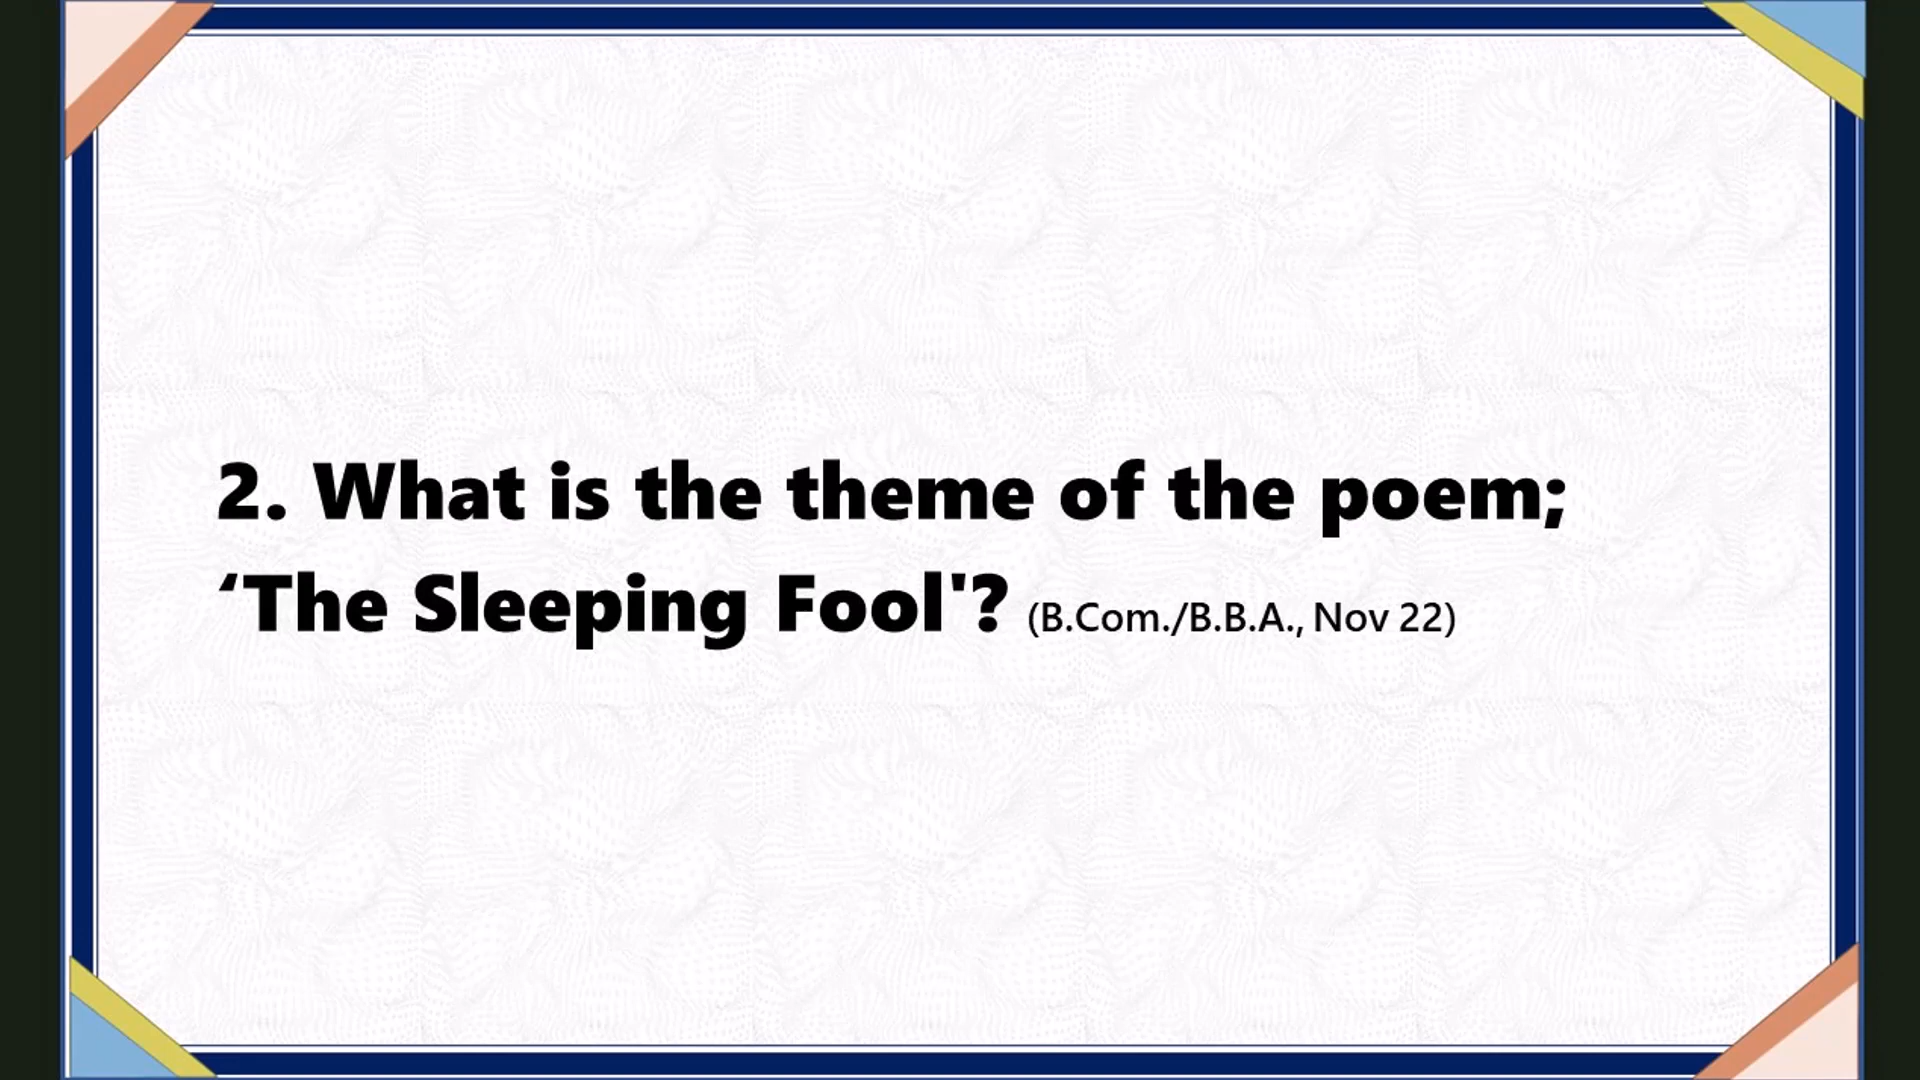 2. What is the theme of the poem;
‘The Sleeping Fool'? (B.Com./B.B.A., Nov 22)